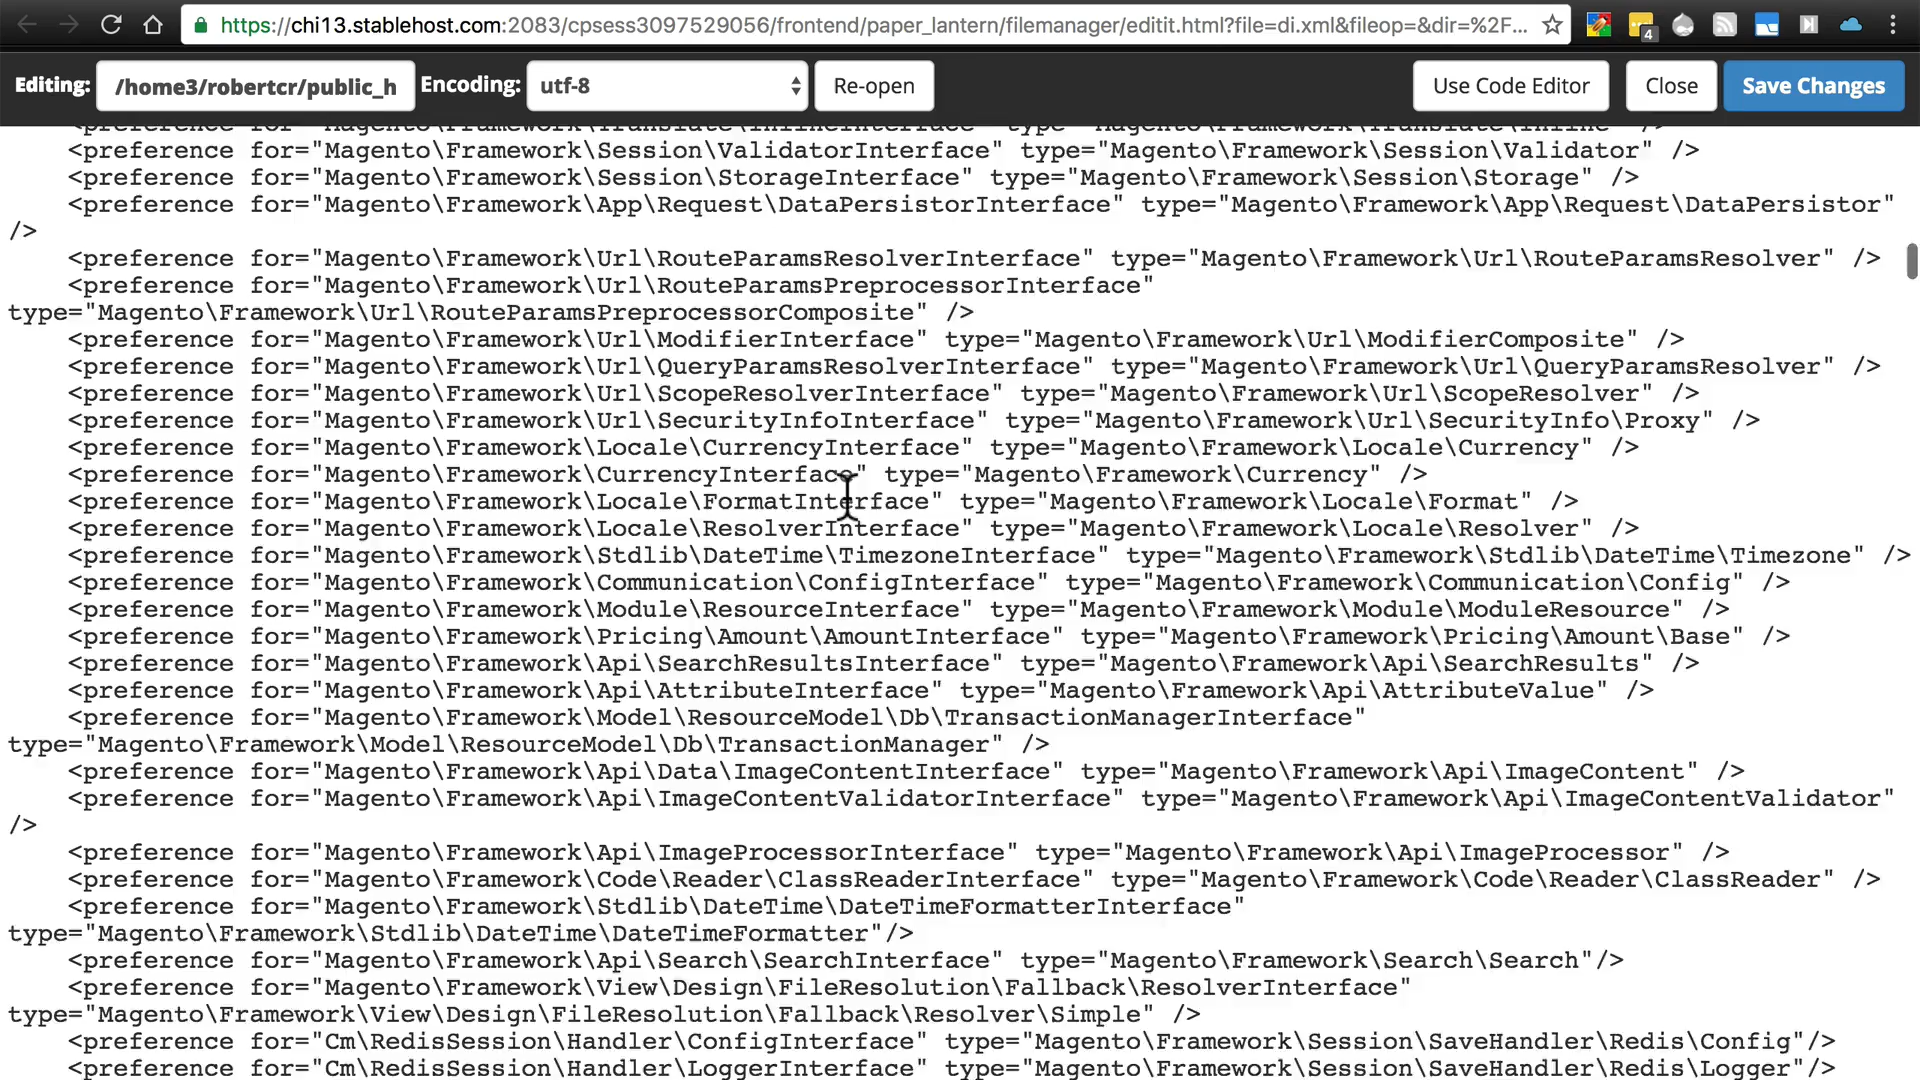 https://chi13.stablehost.com:2083/cpsess3097529056/frontend/paper_lantern/filemanager/editit.html?file=di.xml&fileop=&dir=%2F...
4
Editing: /home3/robertcr/public_h Encoding: utf-8 Re-open Use Code Editor Close Save Changes
<preference for="Magento\Framework\Translate\InlineInterface" type="Magento\Framework\Translate\Inline" />
<preference for="Magento\Framework\Session\ValidatorInterface" type="Magento\Framework\Session\Validator" />
<preference for="Magento\Framework\Session\StorageInterface" type="Magento\Framework\Session\Storage" />
<preference for="Magento\Framework\App\Request\DataPersistorInterface" type="Magento\Framework\App\Request\DataPersistor"
/>
<preference for="Magento\Framework\Url\RouteParamsResolverInterface" type="Magento\Framework\Url\RouteParamsResolver" />
<preference for="Magento\Framework\Url\RouteParamsPreprocessorInterface"
type="Magento\Framework\Url\RouteParamsPreprocessorComposite" />
<preference for="Magento\Framework\Url\ModifierInterface" type="Magento\Framework\Url\ModifierComposite" />
<preference for="Magento\Framework\Url\QueryParamsResolverInterface" type="Magento\Framework\Url\QueryParamsResolver" />
<preference for="Magento\Framework\Url\ScopeResolverInterface" type="Magento\Framework\Url\ScopeResolver" />
<preference for="Magento\Framework\Url\SecurityInfoInterface" type="Magento\Framework\Url\SecurityInfo\Proxy" />
<preference for="Magento\Framework\Locale\CurrencyInterface" type="Magento\Framework\Locale\Currency" />
<preference for="Magento\Framework\CurrencyInterface" type="Magento\Framework\Currency" />
<preference for="Magento\Framework\Locale\FormatInterface" type="Magento\Framework\Locale\Format" />
<preference for="Magento\Framework\Locale\ResolverInterface" type="Magento\Framework\Locale\Resolver" />
<preference for="Magento\Framework\Stdlib\DateTime\TimezoneInterface" type="Magento\Framework\Stdlib\DateTime\Timezone" />
<preference for="Magento\Framework\Communication\ConfigInterface" type="Magento\Framework\Communication\Config" />
<preference for="Magento\Framework\Module\ResourceInterface" type="Magento\Framework\Module\ModuleResource" />
<preference for="Magento\Framework\Pricing\Amount\AmountInterface" type="Magento\Framework\Pricing\Amount\Base" />
<preference for="Magento\Framework\Api\SearchResultsInterface" type="Magento\Framework\Api\SearchResults" />
<preference for="Magento\Framework\Api\AttributeInterface" type="Magento\Framework\Api\AttributeValue" />
<preference for="Magento\Framework\Model\ResourceModel\Db\TransactionManagerInterface"
type="Magento\Framework\Model\ResourceModel\Db\TransactionManager" />
<preference for="Magento\Framework\Api\Data\ImageContentInterface" type="Magento\Framework\Api\ImageContent" />
<preference for="Magento\Framework\Api\ImageContentValidatorInterface" type="Magento\Framework\Api\ImageContentValidator"
/>
<preference for="Magento\Framework\Api\ImageProcessorInterface" type="Magento\Framework\Api\ImageProcessor" />
<preference for="Magento\Framework\Code\Reader\ClassReaderInterface" type="Magento\Framework\Code\Reader\ClassReader" />
<preference for="Magento\Framework\Stdlib\DateTime\DateTimeFormatterInterface"
type="Magento\Framework\Stdlib\DateTime\DateTimeFormatter"/>
<preference for="Magento\Framework\Api\Search\SearchInterface" type="Magento\Framework\Search\Search"/>
<preference for="Magento\Framework\View\Design\FileResolution\Fallback\ResolverInterface"
type="Magento\Framework\View\Design\FileResolution\Fallback\Resolver\Simple" />
<preference for="Cm\RedisSession\Handler\ConfigInterface" type="Magento\Framework\Session\SaveHandler\Redis\Config"/>
<preference for="Cm\RedisSession\Handler\LoggerInterface" type="Magento\Framework\Session\SaveHandler\Redis\Logger"/>